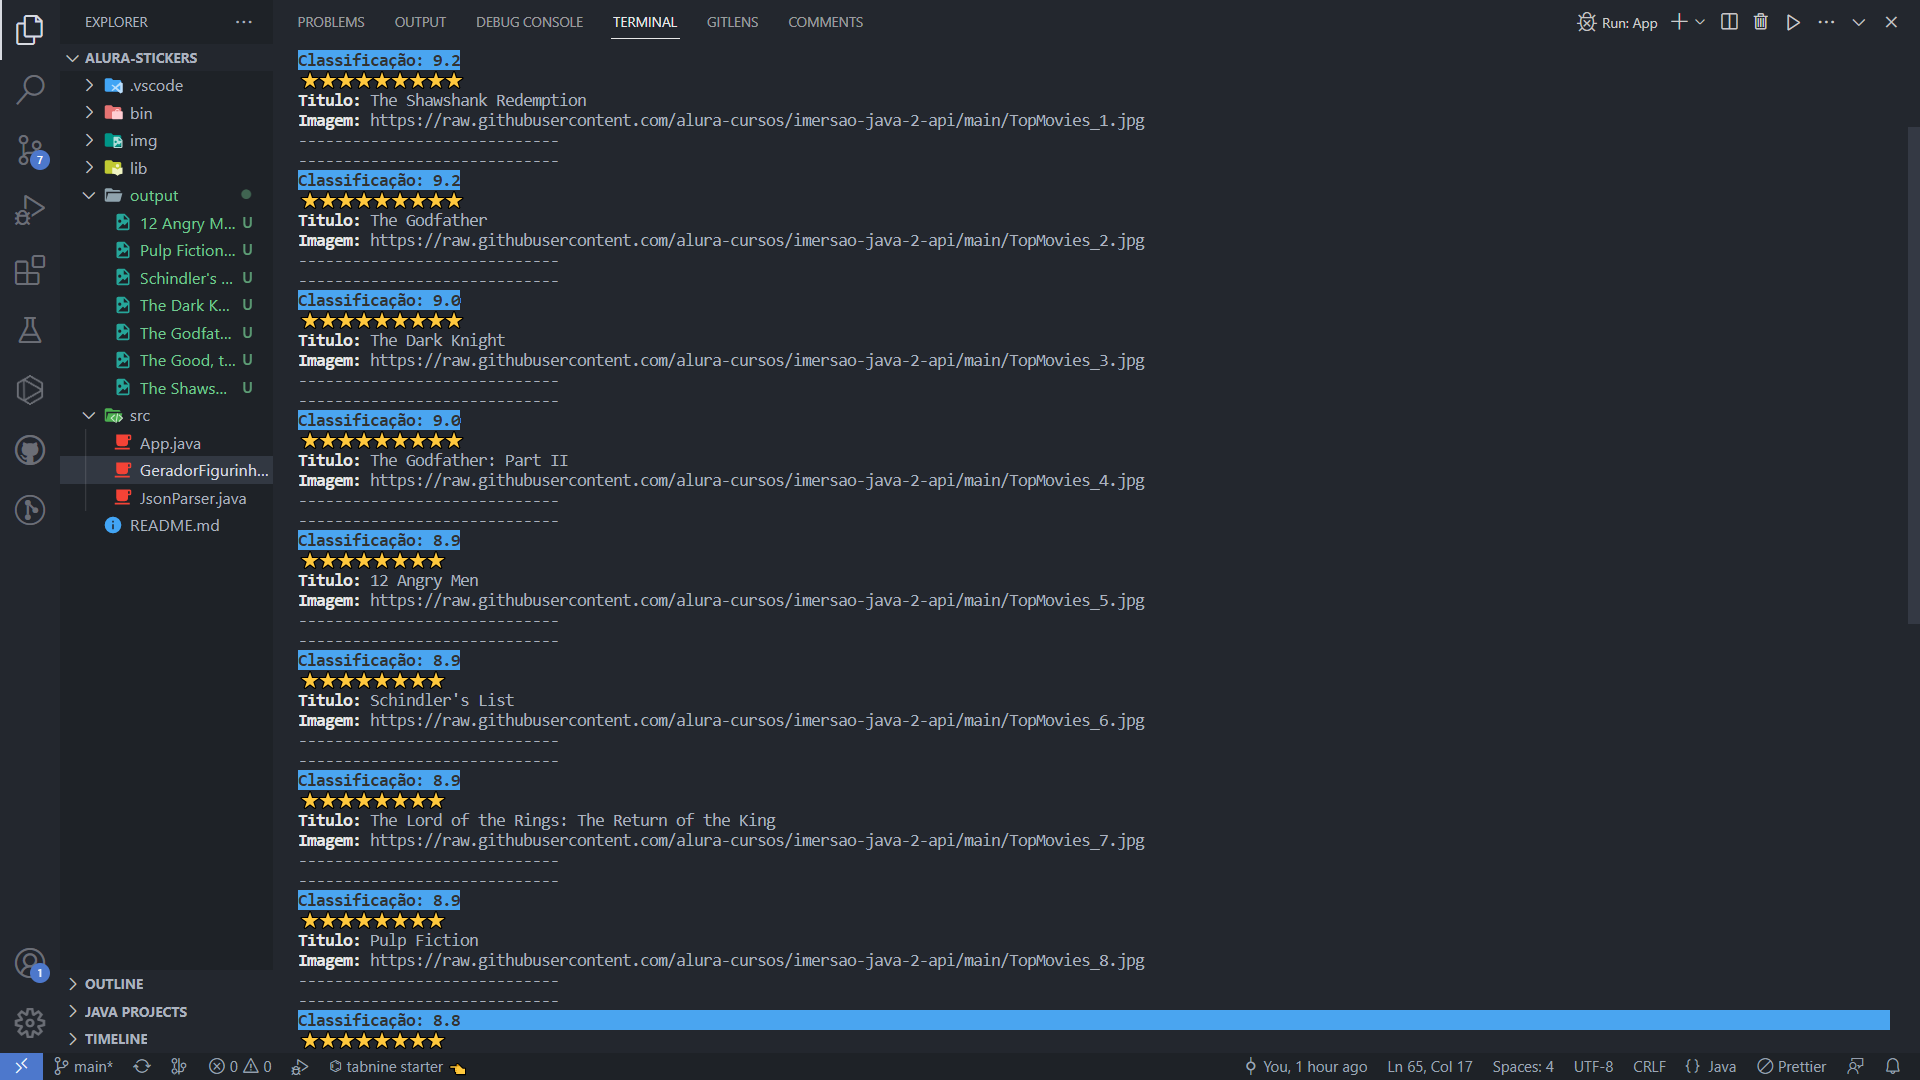 EXPLORER
ALURA-STICKERS
.vscode
bin
img
lib
output
12 Angry M... U
Pulp Fiction... U
Schindler's ... U
The Dark K... U
The Godfat... U
The Good, t... U
The Shaws... U
src
App.java
GeradorFigurinh...
JsonParser.java
README.md
OUTLINE
JAVA PROJECTS
TIMELINE
7
1
PROBLEMS OUTPUT DEBUG CONSOLE TERMINAL GITLENS COMMENTS
Run: App
Classificação: 9.2
★★★★★★★★★
Titulo: The Shawshank Redemption
Imagem: https://raw.githubusercontent.com/alura-cursos/imersao-java-2-api/main/TopMovies_1.jpg
-----------------------------
-----------------------------
Classificação: 9.2
★★★★★★★★★
Titulo: The Godfather
Imagem: https://raw.githubusercontent.com/alura-cursos/imersao-java-2-api/main/TopMovies_2.jpg
-----------------------------
-----------------------------
Classificação: 9.0
★★★★★★★★★
Titulo: The Dark Knight
Imagem: https://raw.githubusercontent.com/alura-cursos/imersao-java-2-api/main/TopMovies_3.jpg
-----------------------------
-----------------------------
Classificação: 9.0
★★★★★★★★★
Titulo: The Godfather: Part II
Imagem: https://raw.githubusercontent.com/alura-cursos/imersao-java-2-api/main/TopMovies_4.jpg
-----------------------------
-----------------------------
Classificação: 8.9
★★★★★★★★
Titulo: 12 Angry Men
Imagem: https://raw.githubusercontent.com/alura-cursos/imersao-java-2-api/main/TopMovies_5.jpg
-----------------------------
-----------------------------
Classificação: 8.9
★★★★★★★★
Titulo: Schindler's List
Imagem: https://raw.githubusercontent.com/alura-cursos/imersao-java-2-api/main/TopMovies_6.jpg
-----------------------------
-----------------------------
Classificação: 8.9
★★★★★★★★
Titulo: The Lord of the Rings: The Return of the King
Imagem: https://raw.githubusercontent.com/alura-cursos/imersao-java-2-api/main/TopMovies_7.jpg
-----------------------------
-----------------------------
Classificação: 8.9
★★★★★★★★
Titulo: Pulp Fiction
Imagem: https://raw.githubusercontent.com/alura-cursos/imersao-java-2-api/main/TopMovies_8.jpg
-----------------------------
-----------------------------
Classificação: 8.8
★★★★★★★★
main* 0 0 tabnine starter You, 1 hour ago Ln 65, Col 17 Spaces: 4 UTF-8 CRLF {} Java Prettier